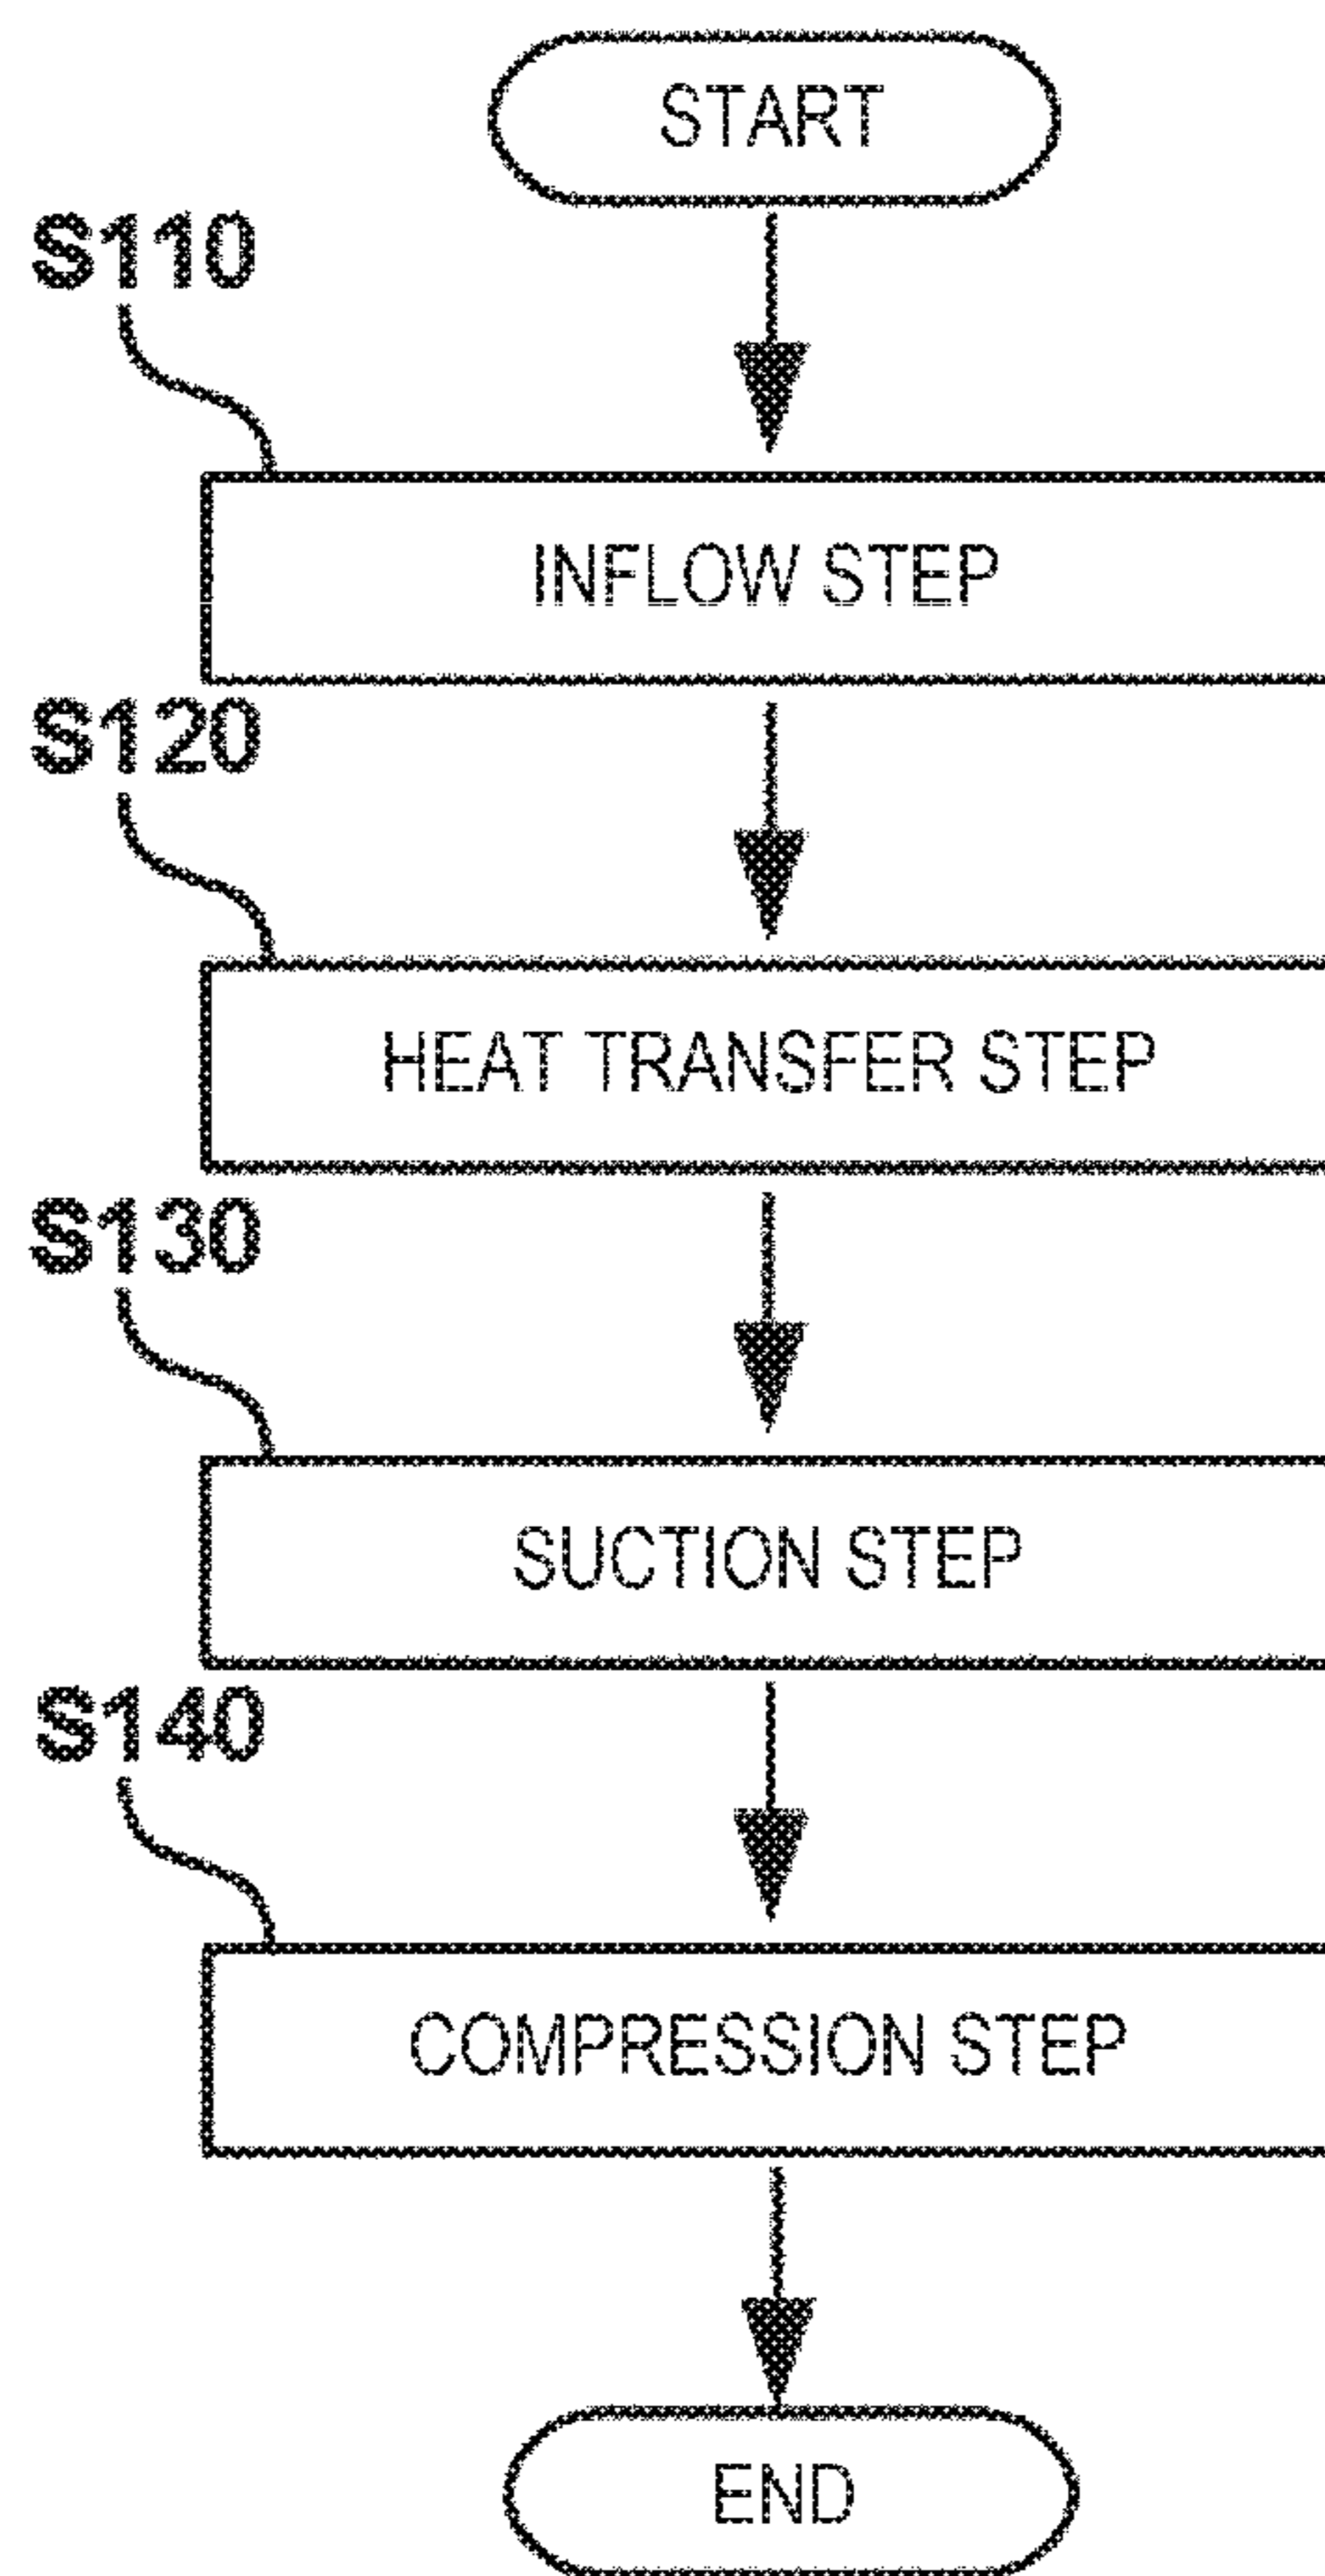 START
S110
INFLOW STEP
S120
HEAT TRANSFER STEP
S130
SUCTION STEP
S140
COMPRESSION STEP
END